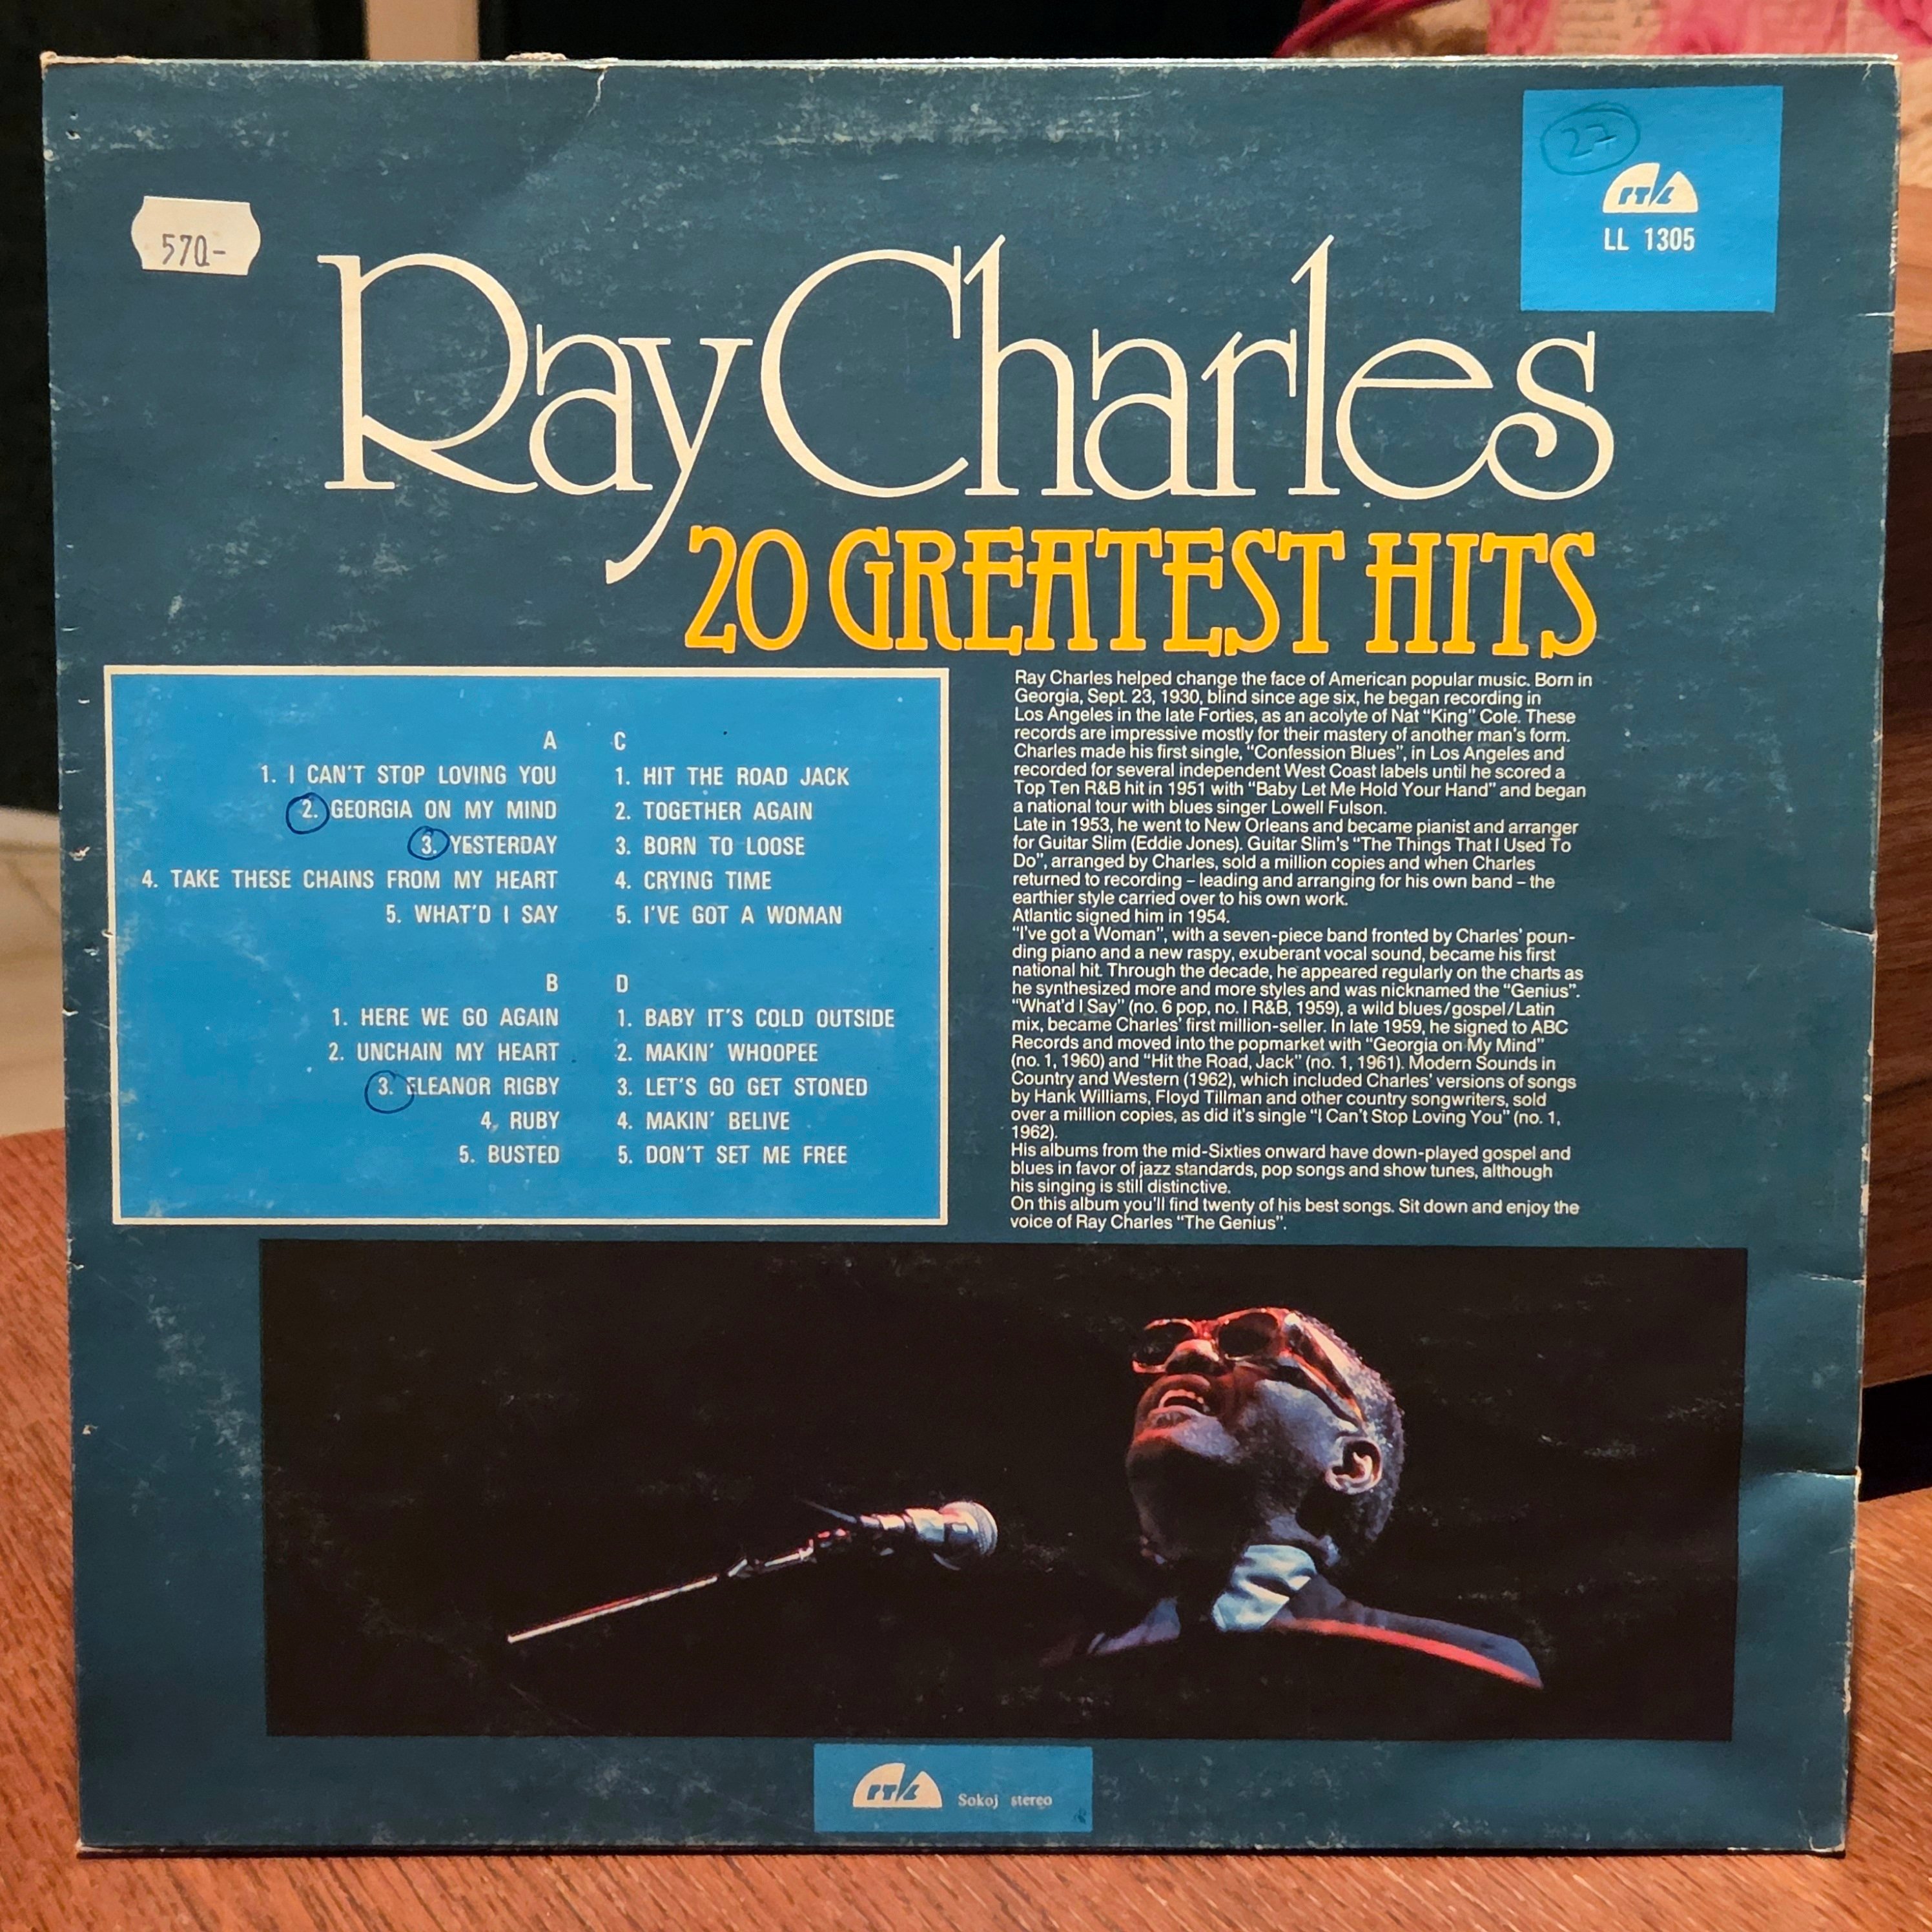 27
РТЛ
LL 1305
570-
Ray Charles
20 GREATEST HITS
A
1. I CAN'T STOP LOVING YOU
2. GEORGIA ON MY MIND
3. YESTERDAY
4. TAKE THESE CHAINS FROM MY HEART
5. WHAT'D I SAY
B
1. HERE WE GO AGAIN
2. UNCHAIN MY HEART
3. ELEANOR RIGBY
4. RUBY
5. BUSTED
C
1. HIT THE ROAD JACK
2. TOGETHER AGAIN
3. BORN TO LOOSE
4. CRYING TIME
5. I'VE GOT A WOMAN
D
1. BABY IT'S COLD OUTSIDE
2. MAKIN' WHOOPEE
3. LET'S GO GET STONED
4. MAKIN' BELIVE
5. DON'T SET ME FREE
Ray Charles helped change the face of American popular music. Born in
Georgia, Sept. 23, 1930, blind since age six, he began recording in
Los Angeles in the late Forties, as an acolyte of Nat “King” Cole. These
records are impressive mostly for their mastery of another man's form.
Charles made his first single, “Confession Blues”, in Los Angeles and
recorded for several independent West Coast labels until he scored a
Top Ten R&B hit in 1951 with “Baby Let Me Hold Your Hand” and began
a national tour with blues singer Lowell Fulson.
Late in 1953, he went to New Orleans and became pianist and arranger
for Guitar Slim (Eddie Jones). Guitar Slim's “The Things That I Used To
Do”, arranged by Charles, sold a million copies and when Charles
returned to recording – leading and arranging for his own band – the
earthier style carried over to his own work.
Atlantic signed him in 1954.
“I've got a Woman”, with a seven-piece band fronted by Charles' poun-
ding piano and a new raspy, exuberant vocal sound, became his first
national hit. Through the decade, he appeared regularly on the charts as
he synthesized more and more styles and was nicknamed the “Genius”.
“What'd I Say” (no. 6 pop, no. I R&B, 1959), a wild blues/gospel/Latin
mix, became Charles' first million-seller. In late 1959, he signed to ABC
Records and moved into the popmarket with “Georgia on My Mind”
(no. 1, 1960) and “Hit the Road, Jack” (no. 1, 1961). Modern Sounds in
Country and Western (1962), which included Charles' versions of songs
by Hank Williams, Floyd Tillman and other country songwriters, sold
over a million copies, as did it's single “I Can't Stop Loving You” (no. 1,
1962).
His albums from the mid-Sixties onward have down-played gospel and
blues in favor of jazz standards, pop songs and show tunes, although
his singing is still distinctive.
On this album you'll find twenty of his best songs. Sit down and enjoy the
voice of Ray Charles “The Genius”.
РТЛ
Sokoj stereo